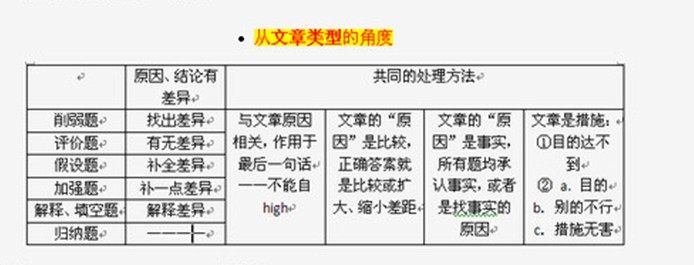 • 从文章类型的角度
原因、结论有
差异
共同的处理方法
削弱题
找出差异
评价题
有无差异
假设题
补全差异
加强题
补一点差异
解释、填空题
解释差异
归纳题
————
与文章原因
相关，作用于
最后一句话
——不能自
high
文章的“原
因”是比较，
正确答案就
是比较或扩
大、缩小差距
文章的“原
因”是事实，
所有题均承
认事实，或者
是找事实的
原因
文章是措施：
①目的达不
到
② a. 目的
b. 别的不行
c. 措施无害